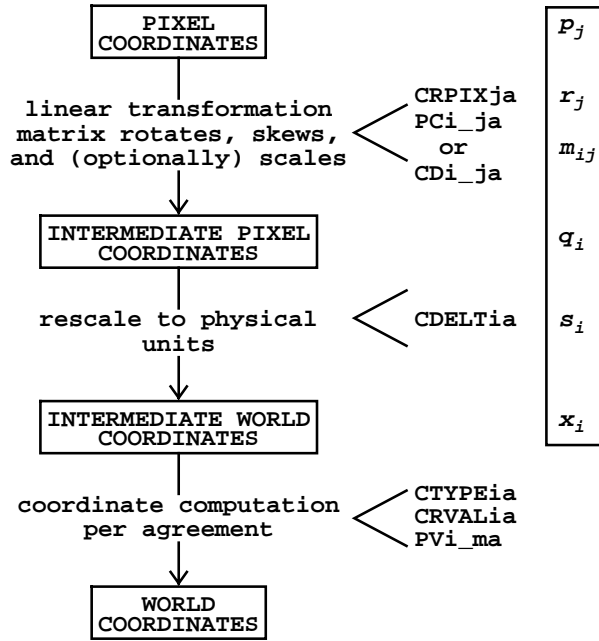 PIXEL
COORDINATES
p_j
linear transformation
matrix rotates, skews,
and (optionally) scales
CRPIXja
PCi_ja
or
CDi_ja
r_j
m_ij
INTERMEDIATE PIXEL
COORDINATES
q_i
rescale to physical
units
CDELTia
s_i
INTERMEDIATE WORLD
COORDINATES
x_i
coordinate computation
per agreement
CTYPEia
CRVALia
PVi_ma
WORLD
COORDINATES